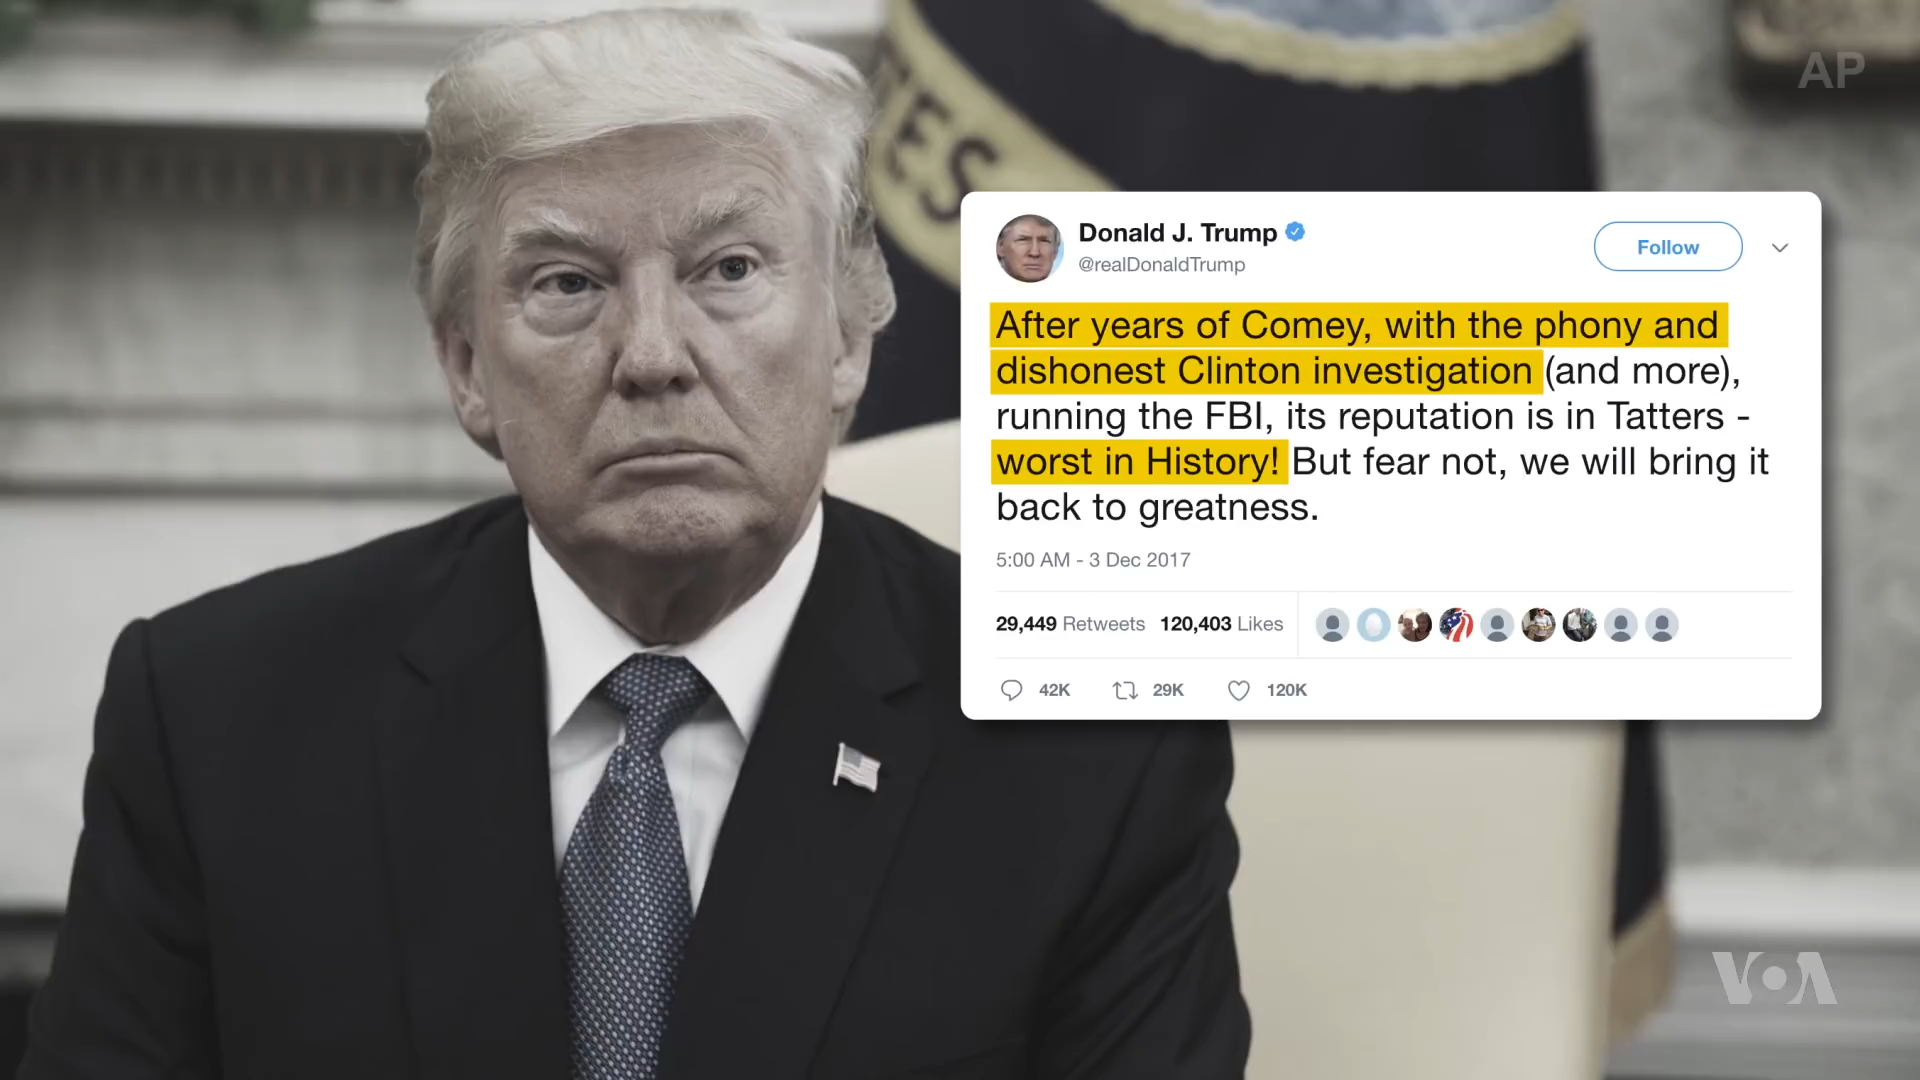 AP
TES
Donald J. Trump
@realDonaldTrump
Follow
After years of Comey, with the phony and
dishonest Clinton investigation (and more),
running the FBI, its reputation is in Tatters -
worst in History! But fear not, we will bring it
back to greatness.
5:00 AM - 3 Dec 2017
29,449 Retweets 120,403 Likes
42K 29K 120K
VOA